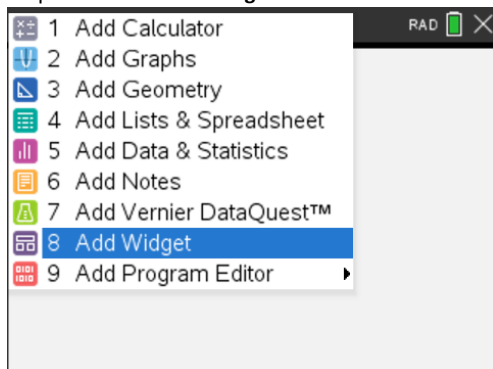 1 Add Calculator
RAD
2 Add Graphs
3 Add Geometry
4 Add Lists & Spreadsheet
5 Add Data & Statistics
6 Add Notes
7 Add Vernier DataQuest™
8 Add Widget
9 Add Program Editor